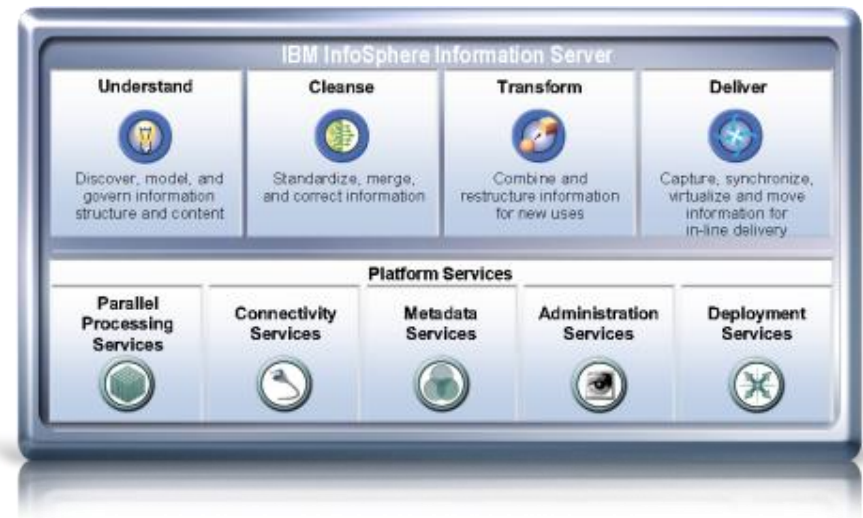 IBM InfoSphere Information Server
Understand
Discover, model, and
govern information
structure and content
Cleanse
Standardize, merge,
and correct information
Transform
Combine and
restructure information
for new uses
Deliver
Capture, synchronize,
virtualize and move
information for
in-line delivery
Platform Services
Parallel
Processing
Services
Connectivity
Services
Metadata
Services
Administration
Services
Deployment
Services